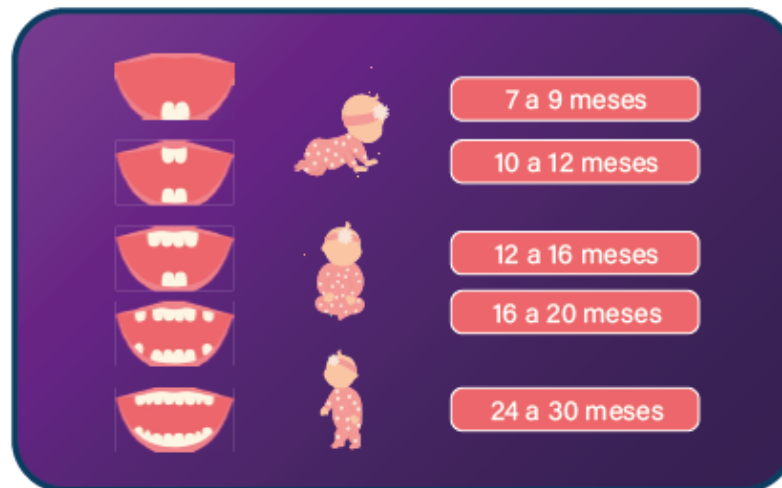 7 a 9 meses
10 a 12 meses
12 a 16 meses
16 a 20 meses
24 a 30 meses